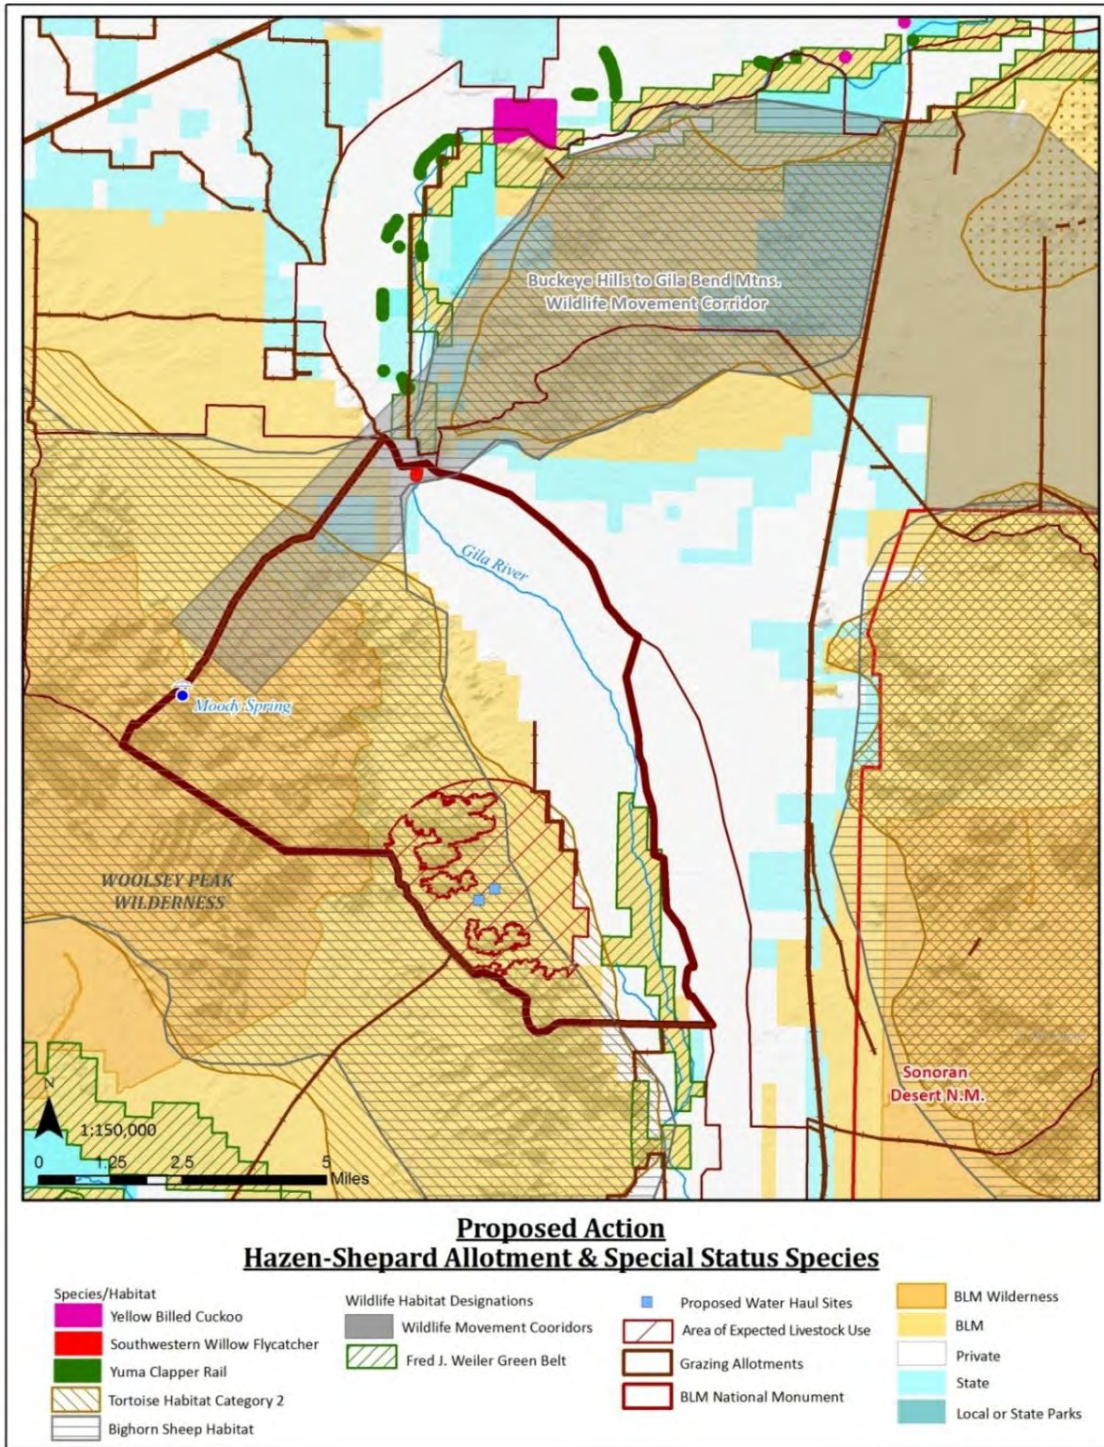 Buckeye Hills to Gila Bend Mtns.
Wildlife Movement Corridor
Gila River
Moody Spring
WOOLSEY PEAK
WILDERNESS
Sonoran
Desert N.M.
N
1:150,000
0 1.25 2.5 5
Miles
Proposed Action
Hazen-Shepard Allotment & Special Status Species
Species/Habitat
Yellow Billed Cuckoo
Southwestern Willow Flycatcher
Yuma Clapper Rail
Tortoise Habitat Category 2
Bighorn Sheep Habitat
Wildlife Habitat Designations
Wildlife Movement Cooridors
Fred J. Weiler Green Belt
Proposed Water Haul Sites
Area of Expected Livestock Use
Grazing Allotments
BLM National Monument
BLM Wilderness
BLM
Private
State
Local or State Parks